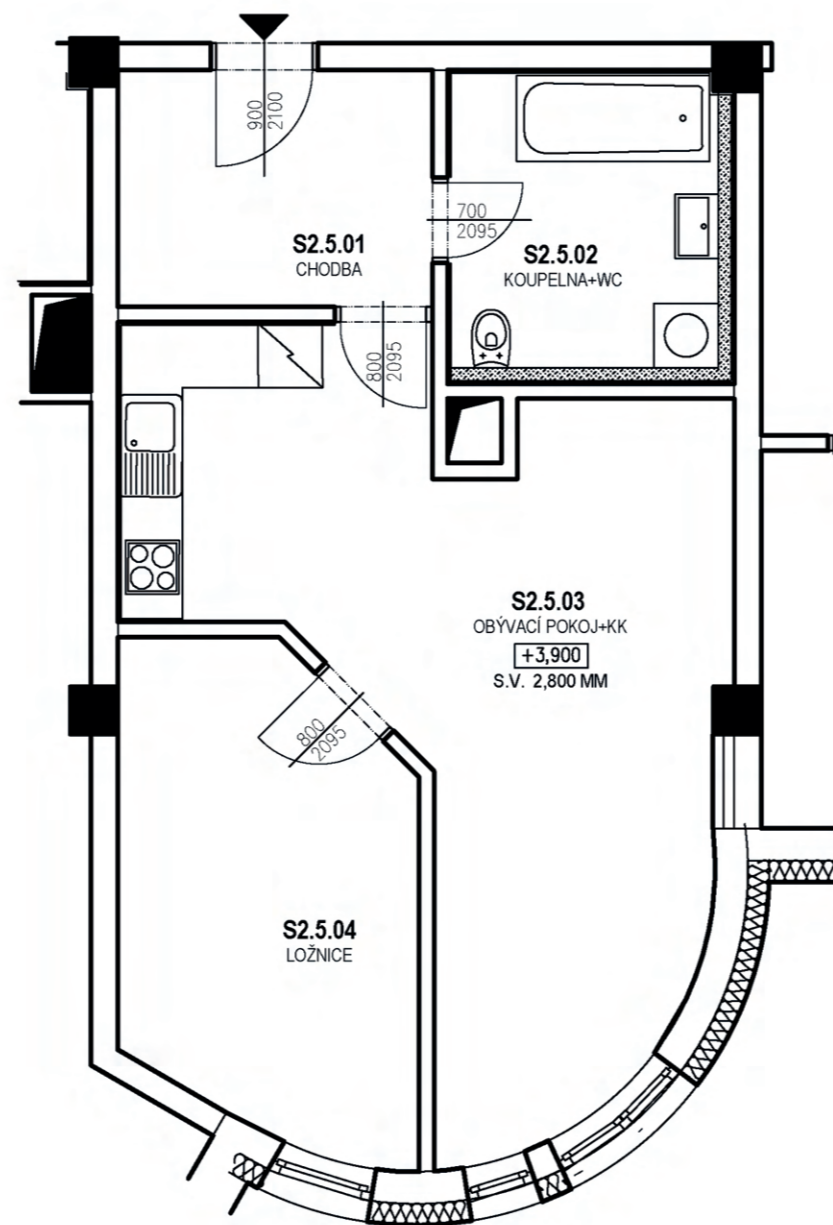 900
2100
S2.5.01
CHODBA
700
2095
S2.5.02
KOUPELNA+WC
800
2095
S2.5.03
OBÝVACÍ POKOJ+KK
+3,900
S.V. 2,800 MM
800
2095
S2.5.04
LOŽNICE